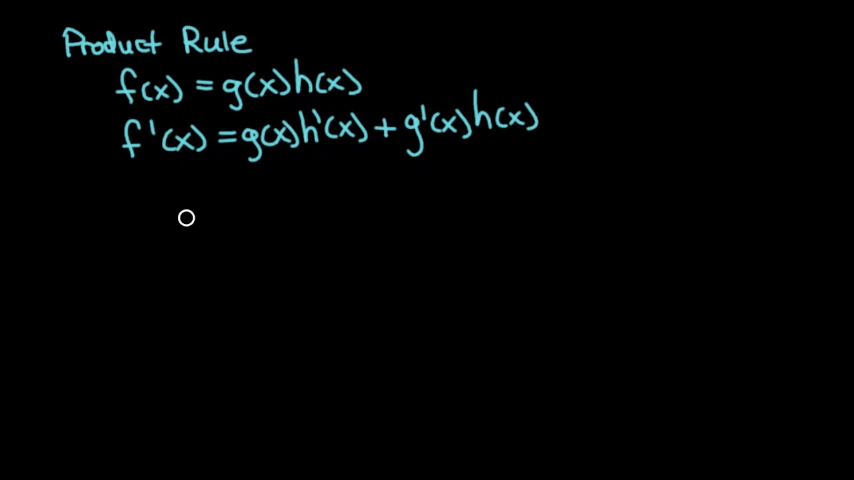 Product Rule
f(x) = g(x)h(x)
f'(x) = g(x)h'(x) + g'(x)h(x)